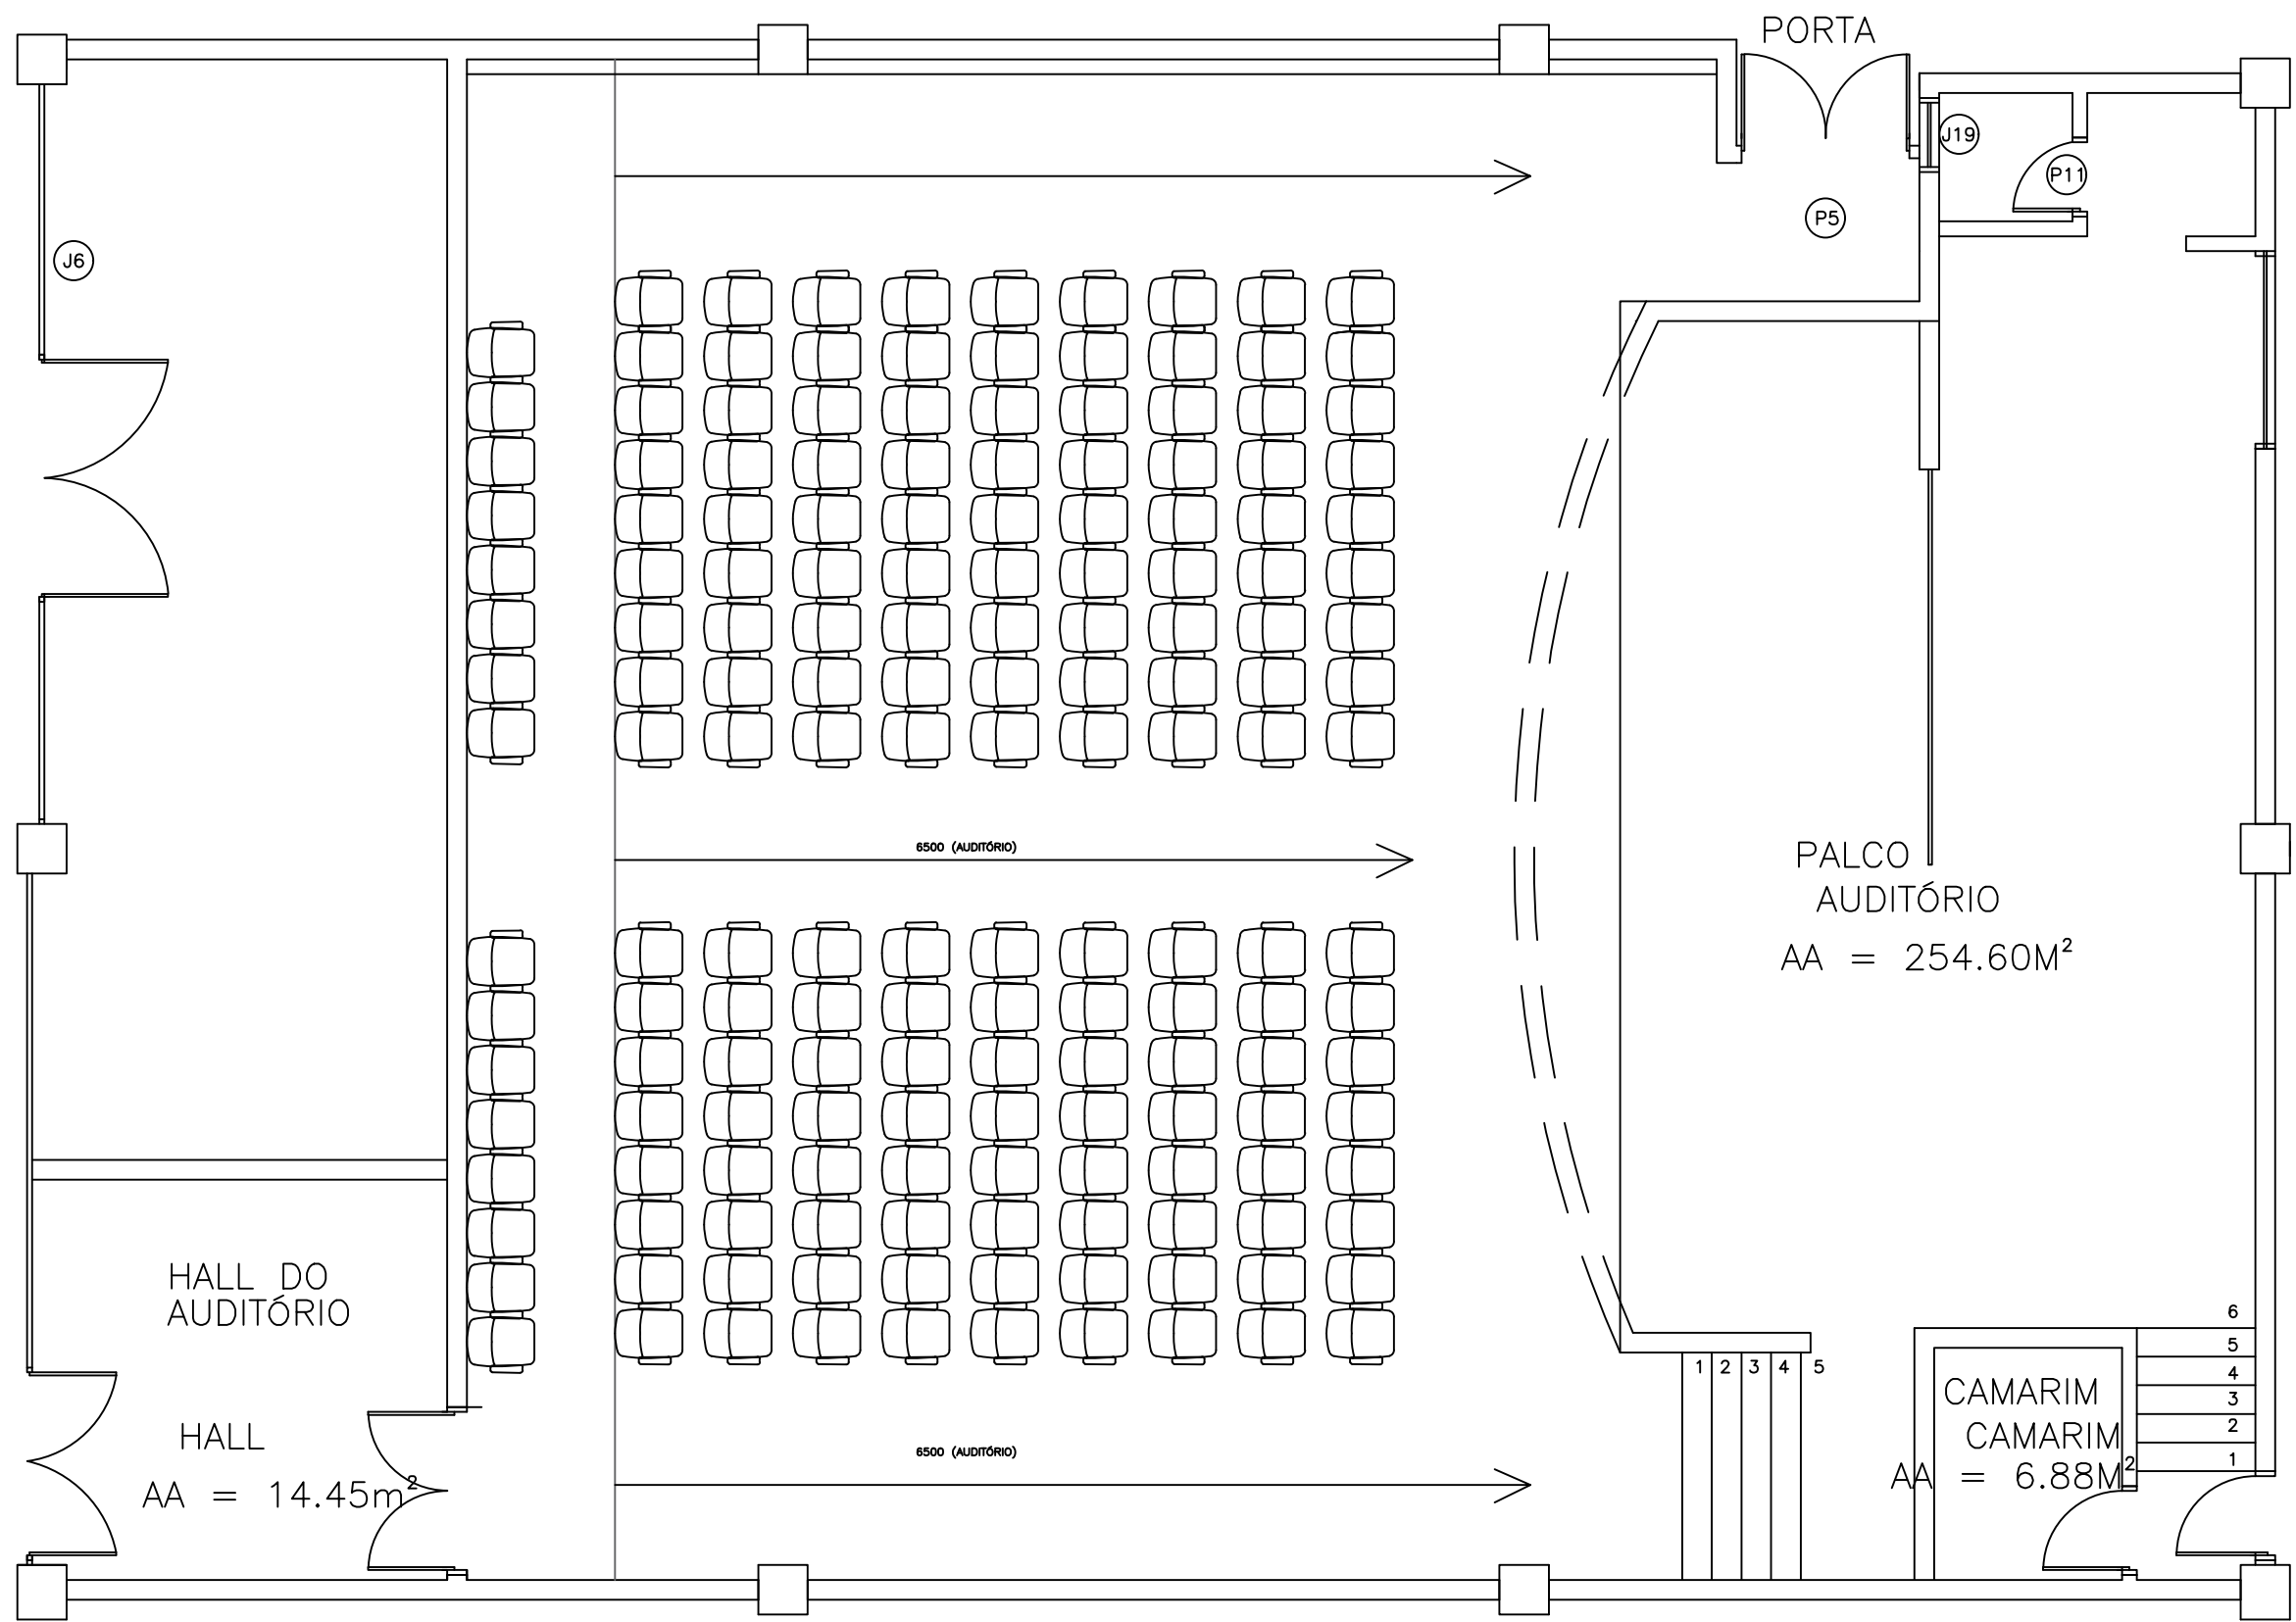 PORTA
J19
P11
P5
J6
6500 (AUDITÓRIO)
PALCO
AUDITÓRIO
AA = 254.60M²
HALL DO
AUDITÓRIO
HALL
AA = 14.45m²
6500 (AUDITÓRIO)
1 2 3 4 5
6
5
4
3
2
1
CAMARIM
CAMARIM
AA = 6.88M²